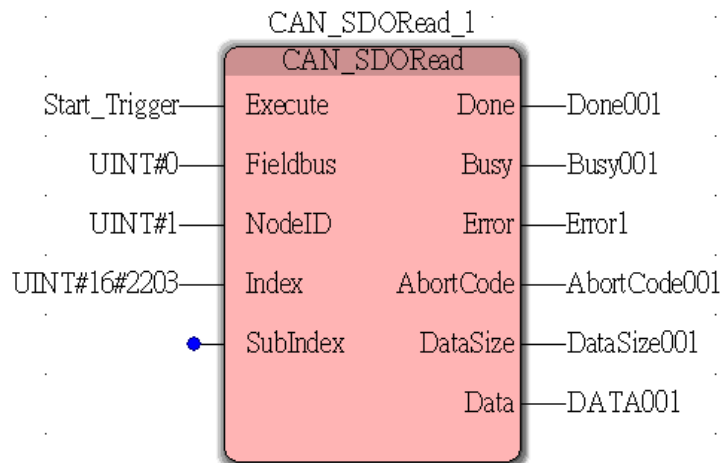 CAN_SDORead_1
CAN_SDORead
Start_Trigger Execute Done Done001
UINT#0 Fieldbus Busy Busy001
UINT#1 NodeID Error Error1
UINT#16#2203 Index AbortCode AbortCode001
SubIndex DataSize DataSize001
Data DATA001